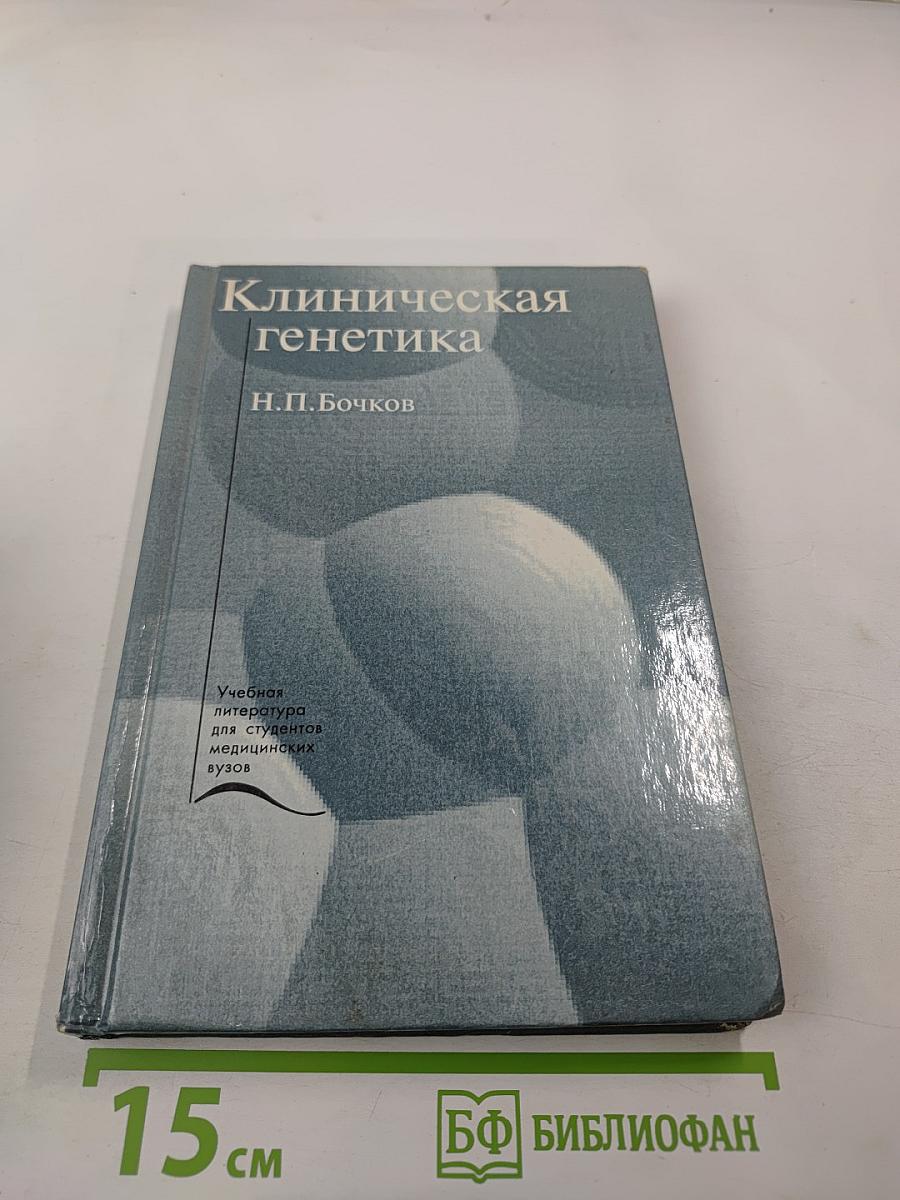 Клиническая
генетика
Н.П.Бочков
Учебная
литература
для студентов
медицинских
вузов
15 см
БФ БИБЛИОФАН